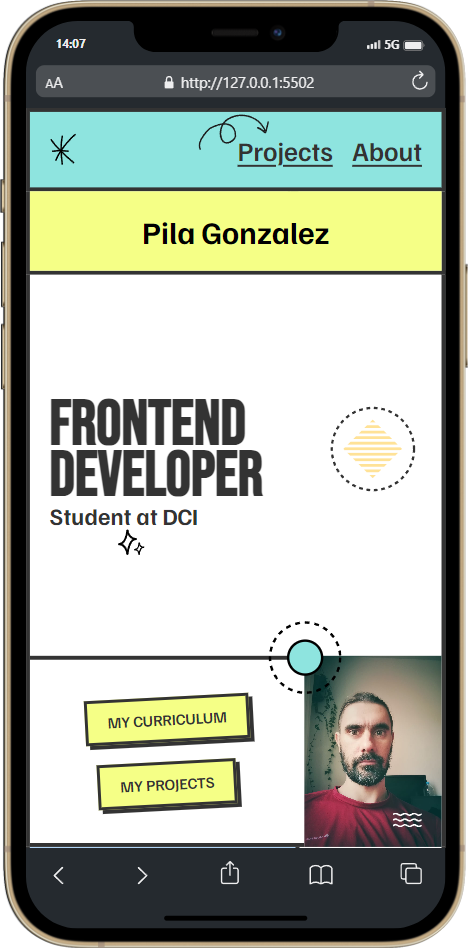 14:07
5G
AA
http://127.0.0.1:5502
Projects About
Pila Gonzalez
FRONTEND
DEVELOPER
Student at DCI
MY CURRICULUM
MY PROJECTS